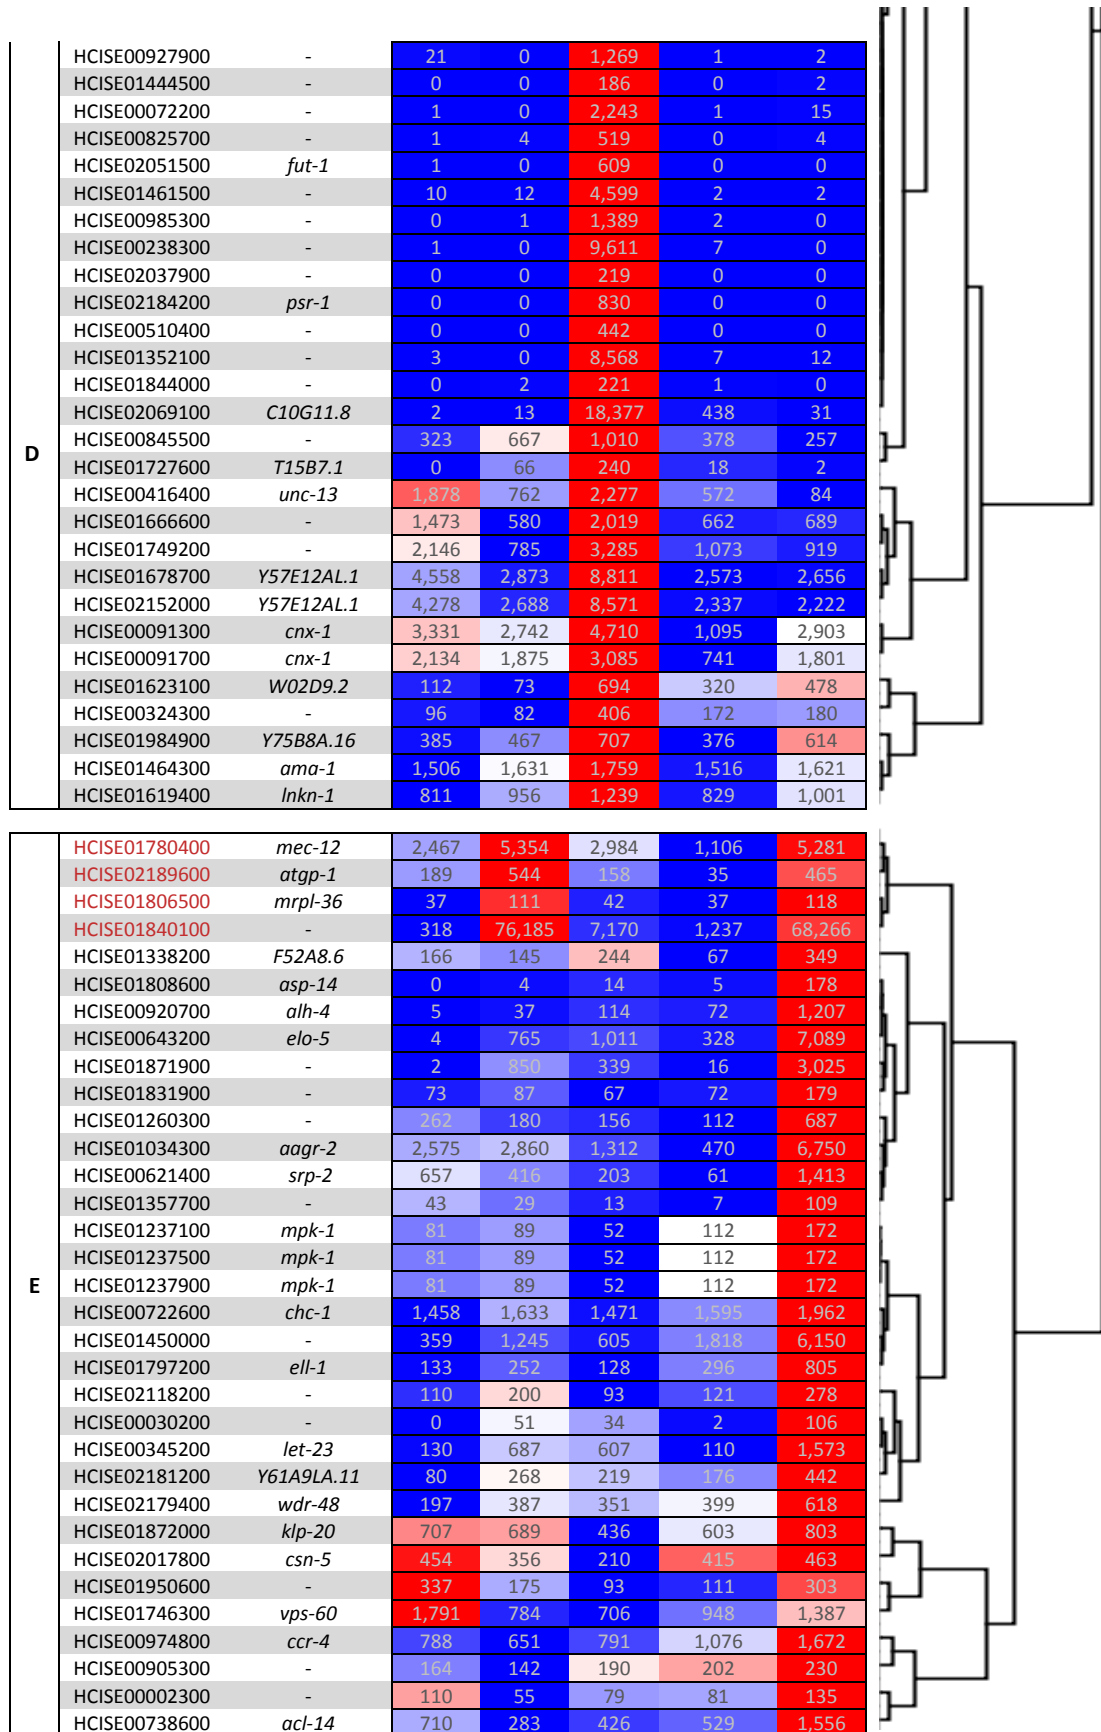 HCISE00927900 - 21 0 1,269 1 2
HCISE01444500 - 0 0 186 0 2
HCISE00072200 - 1 0 2,243 1 15
HCISE00825700 - 1 4 519 0 4
HCISE02051500 fut-1 1 0 609 0 0
HCISE01461500 - 10 12 4,599 2 2
HCISE00985300 - 0 1 1,389 2 0
HCISE00238300 - 1 0 9,611 7 0
HCISE02037900 - 0 0 219 0 0
HCISE02184200 psr-1 0 0 830 0 0
HCISE00510400 - 0 0 442 0 0
HCISE01352100 - 3 0 8,568 7 12
HCISE01844000 - 0 2 221 1 0
HCISE02069100 C10G11.8 2 13 18,377 438 31
D
HCISE00845500 - 323 667 1,010 378 257
HCISE01727600 T15B7.1 0 66 240 18 2
HCISE00416400 unc-13 1,878 762 2,277 572 84
HCISE01666600 - 1,473 580 2,019 662 689
HCISE01749200 - 2,146 785 3,285 1,073 919
HCISE01678700 Y57E12AL.1 4,558 2,873 8,811 2,573 2,656
HCISE02152000 Y57E12AL.1 4,278 2,688 8,571 2,337 2,222
HCISE00091300 cnx-1 3,331 2,742 4,710 1,095 2,903
HCISE00091700 cnx-1 2,134 1,875 3,085 741 1,801
HCISE01623100 W02D9.2 112 73 694 320 478
HCISE00324300 - 96 82 406 172 180
HCISE01984900 Y75B8A.16 385 467 707 376 614
HCISE01464300 ama-1 1,506 1,631 1,759 1,516 1,621
HCISE01619400 lnkn-1 811 956 1,239 829 1,001
HCISE01780400 mec-12 2,467 5,354 2,984 1,106 5,281
HCISE02189600 atgp-1 189 544 158 35 465
HCISE01806500 mrpl-36 37 111 42 37 118
HCISE01840100 - 318 76,185 7,170 1,237 68,266
HCISE01338200 F52A8.6 166 145 244 67 349
HCISE01808600 asp-14 0 4 14 5 178
HCISE00920700 alh-4 5 37 114 72 1,207
HCISE00643200 elo-5 4 765 1,011 328 7,089
HCISE01871900 - 2 850 339 16 3,025
HCISE01831900 - 73 87 67 72 179
HCISE01260300 - 262 180 156 112 687
HCISE01034300 aagr-2 2,575 2,860 1,312 470 6,750
HCISE00621400 srp-2 657 416 203 61 1,413
HCISE01357700 - 43 29 13 7 109
HCISE01237100 mpk-1 81 89 52 112 172
HCISE01237500 mpk-1 81 89 52 112 172
E
HCISE01237900 mpk-1 81 89 52 112 172
HCISE00722600 chc-1 1,458 1,633 1,471 1,595 1,962
HCISE01450000 - 359 1,245 605 1,818 6,150
HCISE01797200 ell-1 133 252 128 296 805
HCISE02118200 - 110 200 93 121 278
HCISE00030200 - 0 51 34 2 106
HCISE00345200 let-23 130 687 607 110 1,573
HCISE02181200 Y61A9LA.11 80 268 219 176 442
HCISE02179400 wdr-48 197 387 351 399 618
HCISE01872000 klp-20 707 689 436 603 803
HCISE02017800 csn-5 454 356 210 415 463
HCISE01950600 - 337 175 93 111 303
HCISE01746300 vps-60 1,791 784 706 948 1,387
HCISE00974800 ccr-4 788 651 791 1,076 1,672
HCISE00905300 - 164 142 190 202 230
HCISE00002300 - 110 55 79 81 135
HCISE00738600 acl-14 710 283 426 529 1,556